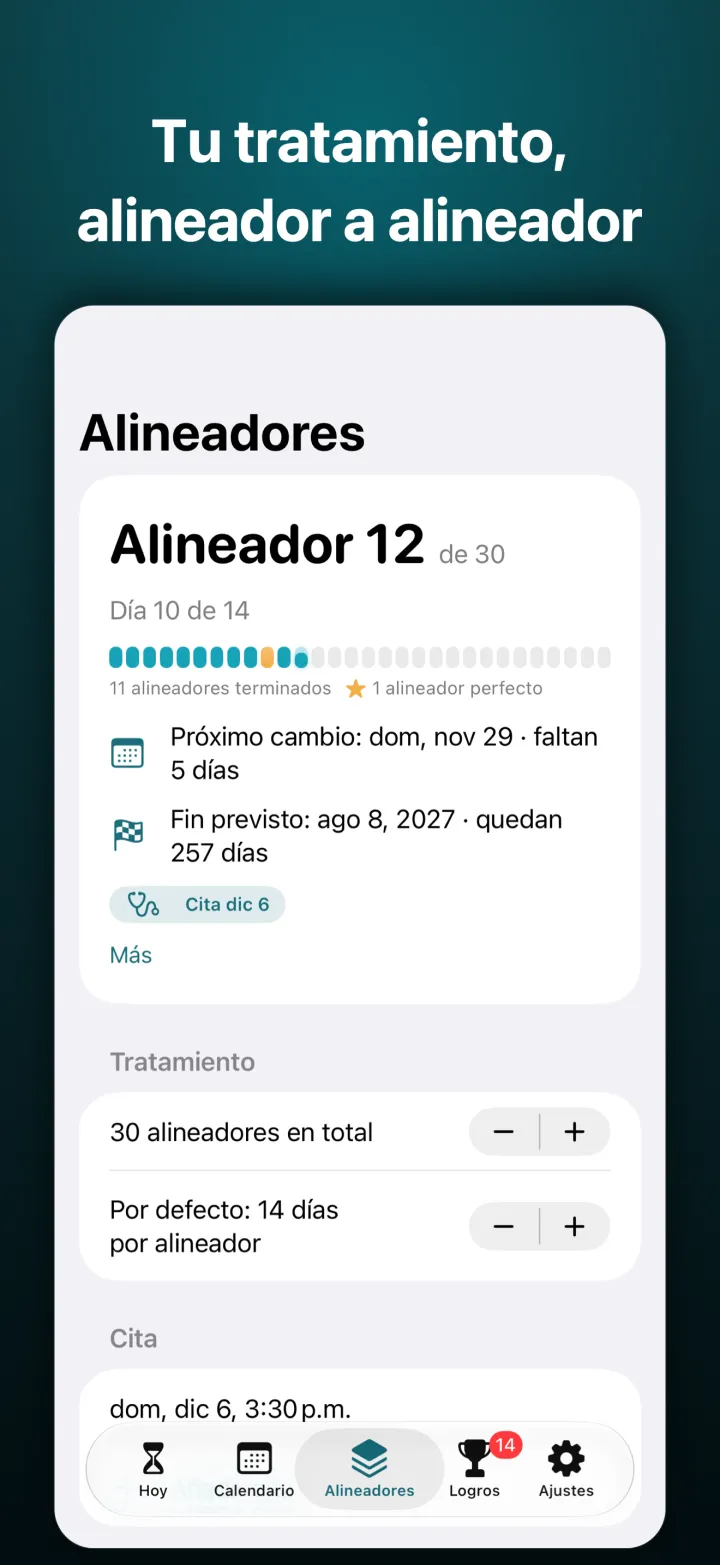 Tu tratamiento,
alineador a alineador
Alineadores
Alineador 12 de 30
Día 10 de 14
11 alineadores terminados 1 alineador perfecto
Próximo cambio: dom, nov 29 · faltan
5 días
Fin previsto: ago 8, 2027 · quedan
257 días
Cita dic 6
Más
Tratamiento
30 alineadores en total
Por defecto: 14 días
por alineador
Cita
dom, dic 6, 3:30 p.m.
14
Hoy Calendario Alineadores Logros Ajustes